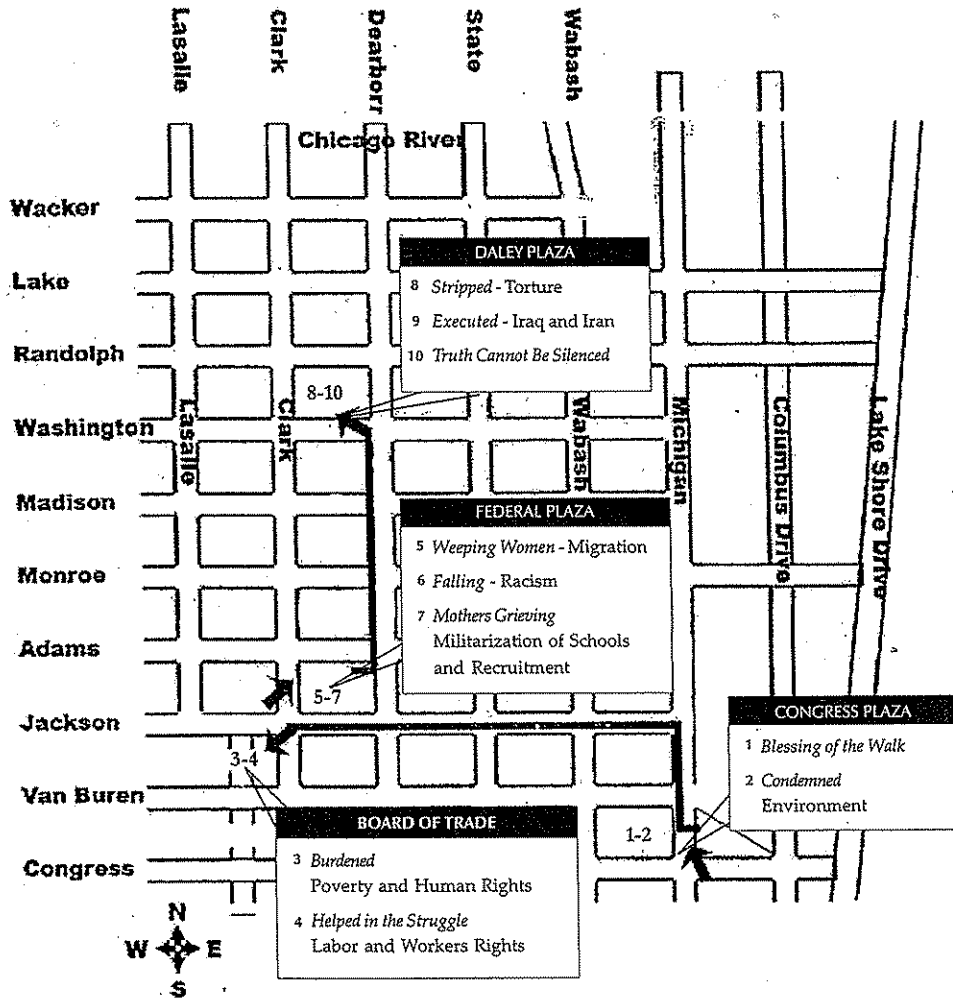 Lasalle
Clark
Dearborr
State
Wabash
Chicago River
Wacker
Lake
Randolph
Washington
Madison
Monroe
Adams
Jackson
Van Buren
Congress
Lasalle
Clark
Wabash
Michigan
Columbus Drive
Lake Shore Drive
DALEY PLAZA
8 Stripped - Torture
9 Executed - Iraq and Iran
10 Truth Cannot Be Silenced
8-10
FEDERAL PLAZA
5 Weeping Women - Migration
6 Falling - Racism
7 Mothers Grieving
Militarization of Schools
and Recruitment
5-7
CONGRESS PLAZA
1 Blessing of the Walk
2 Condemned
Environment
3-4
1-2
BOARD OF TRADE
3 Burdened
Poverty and Human Rights
4 Helped in the Struggle
Labor and Workers Rights
N
W E
S